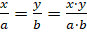 x/a = y/b = x·y/a·b